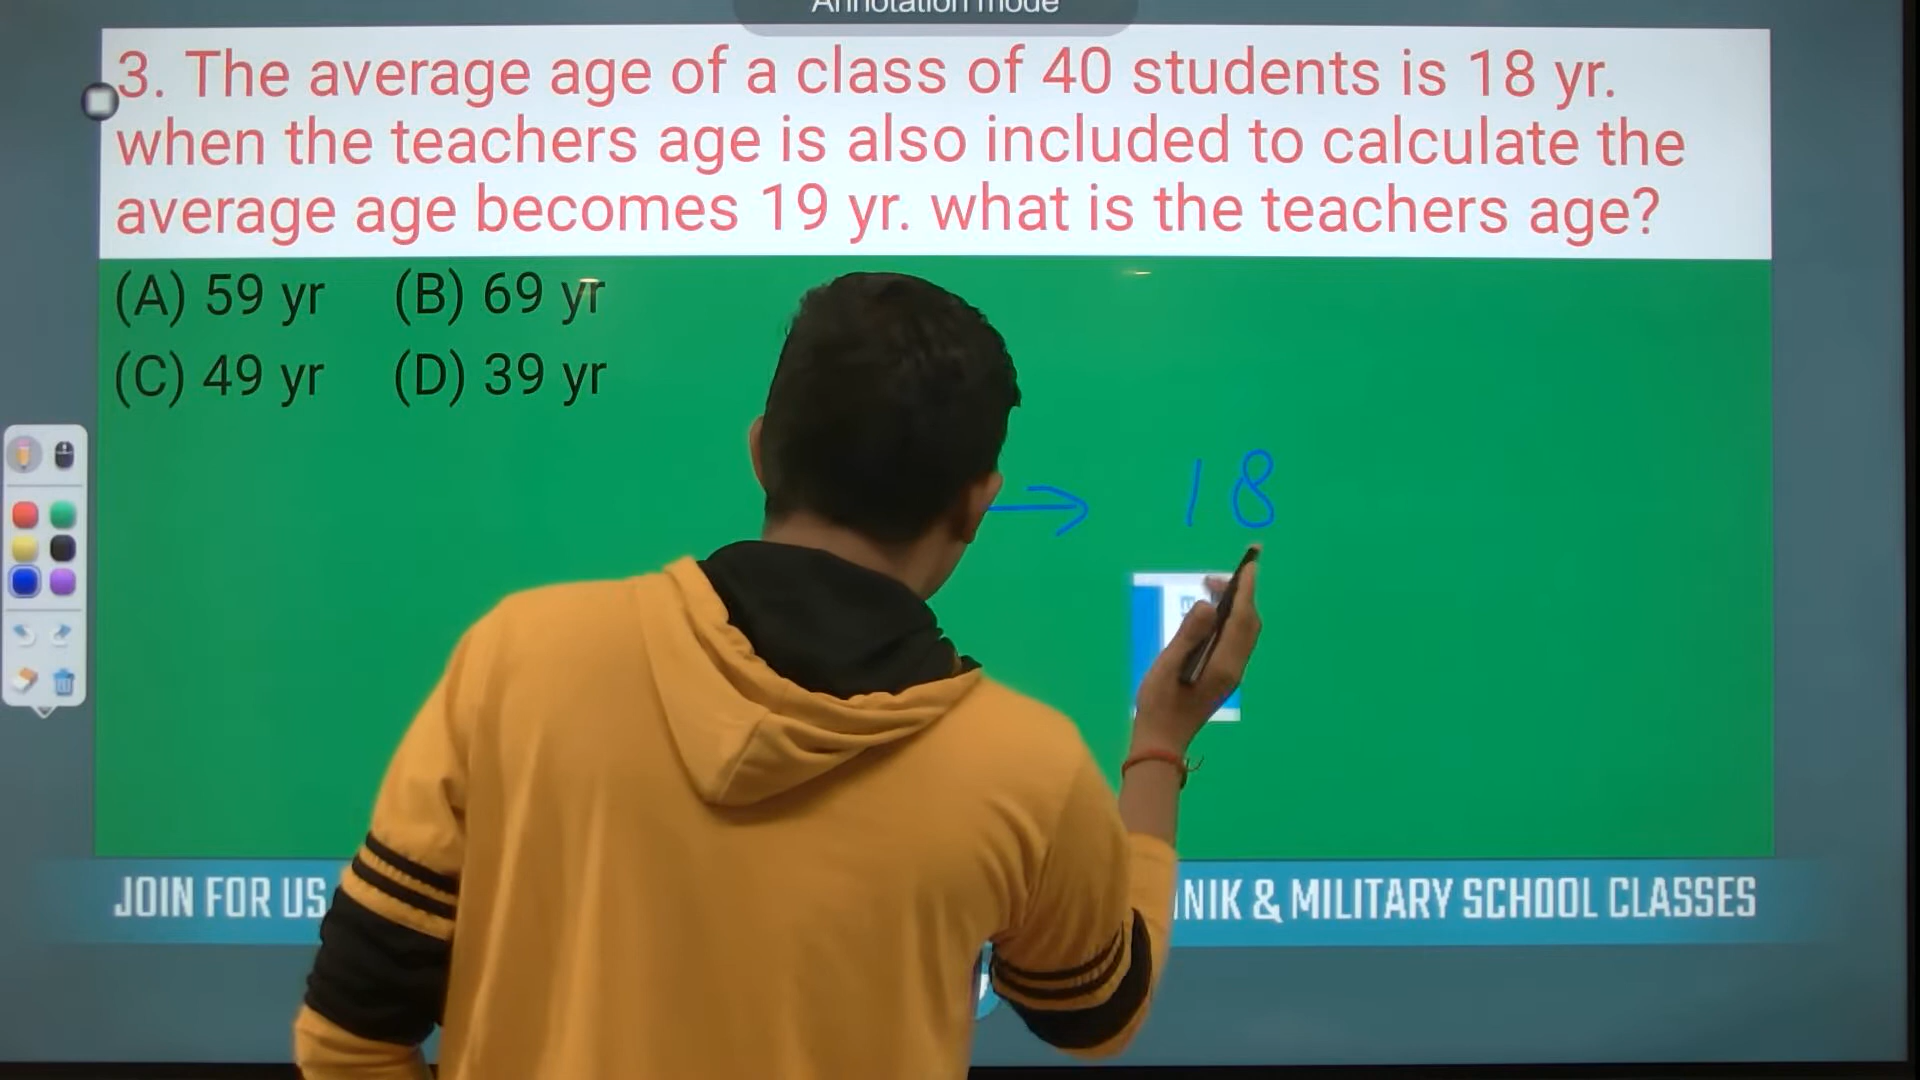 Annotation mode
3. The average age of a class of 40 students is 18 yr.
when the teachers age is also included to calculate the
average age becomes 19 yr. what is the teachers age?
(A) 59 yr (B) 69 yr
(C) 49 yr (D) 39 yr
→ 18
JOIN FOR US NIK & MILITARY SCHOOL CLASSES